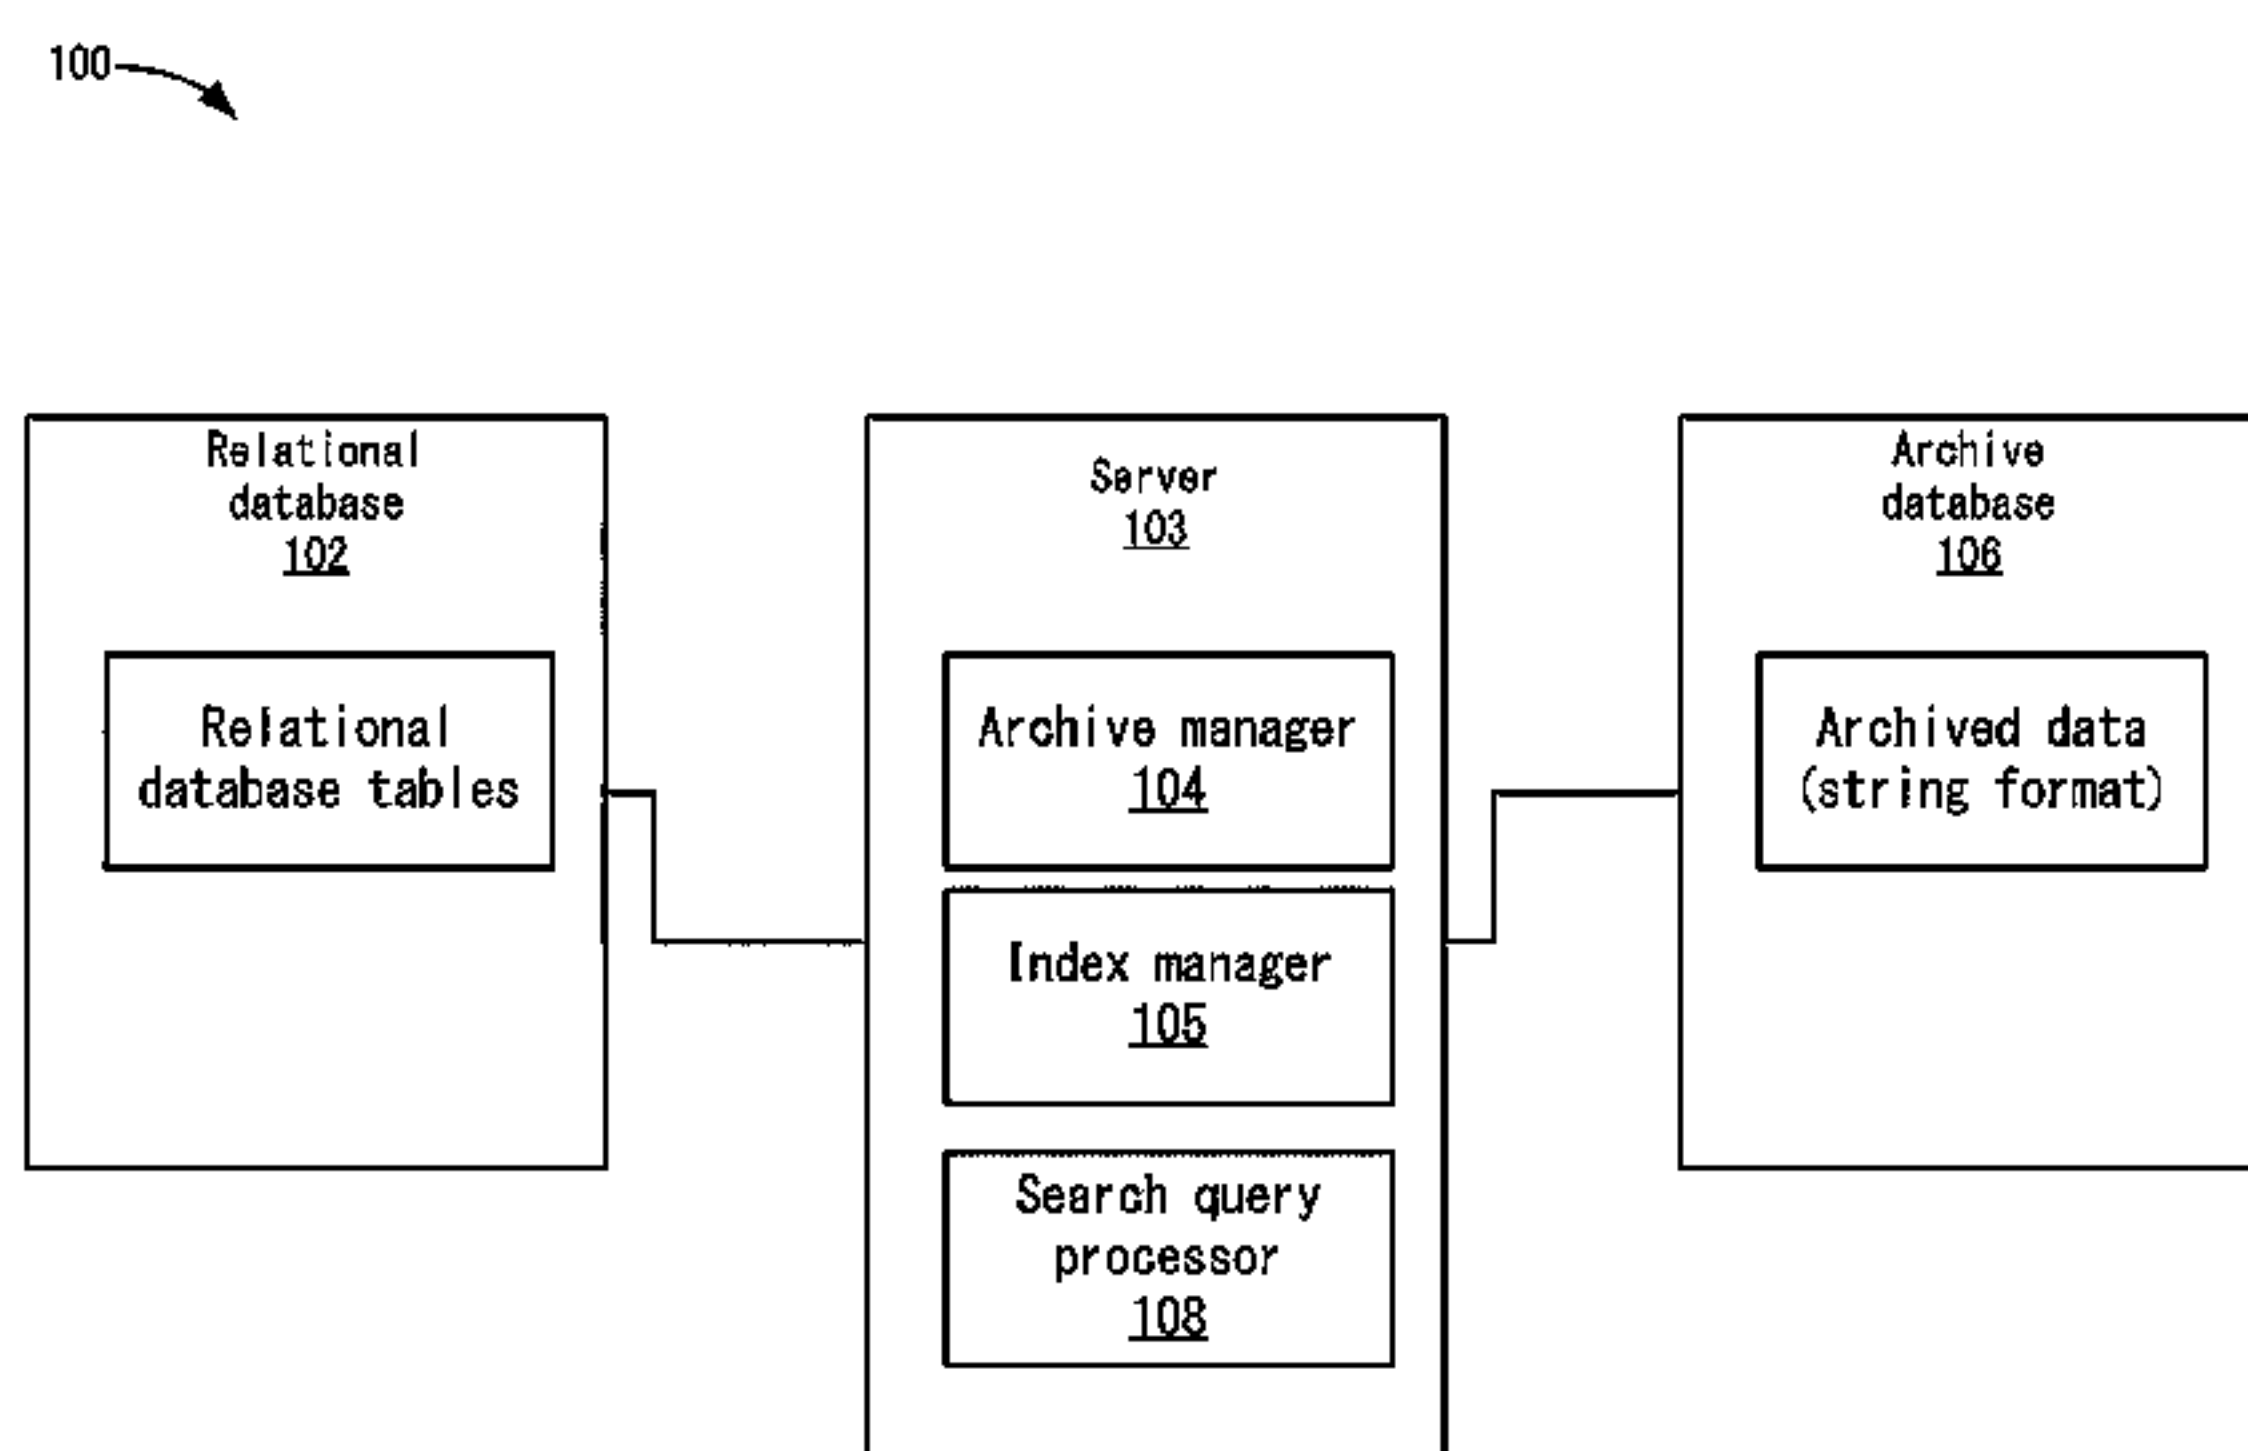 100
Relational
database
102
Relational
database tables
Server
103
Archive manager
104
Index manager
105
Search query
processor
108
Archive
database
106
Archived data
(string format)